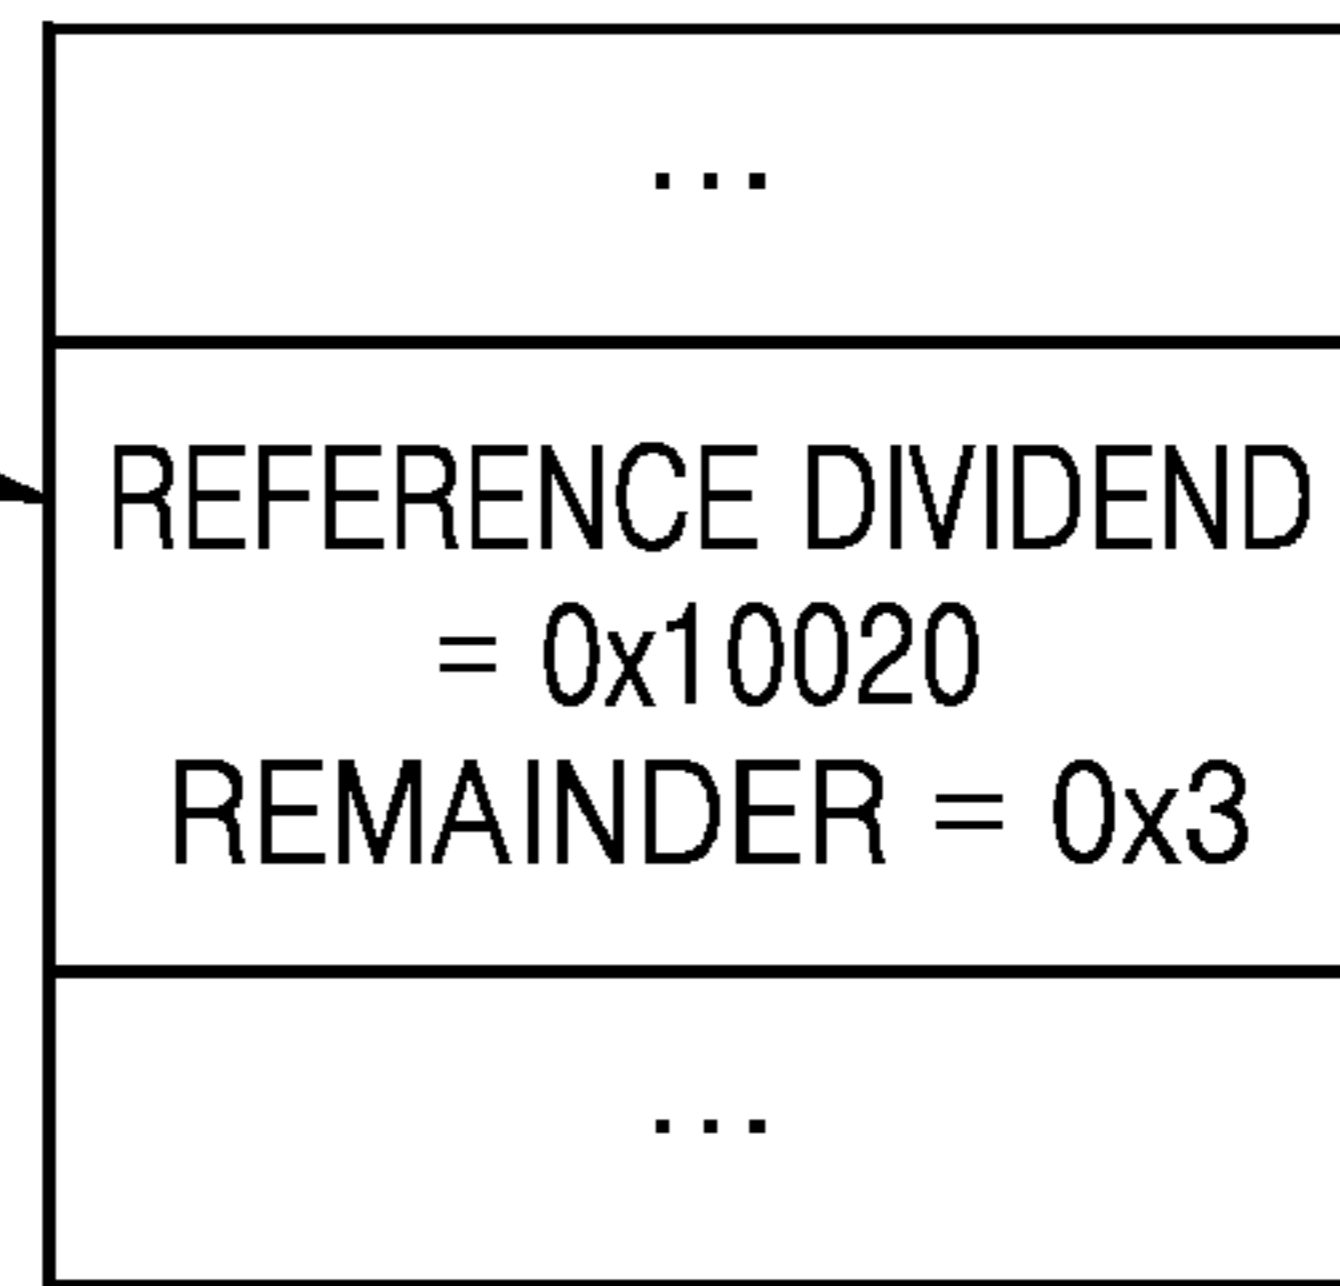 ...
REFERENCE DIVIDEND
= 0x10020
REMAINDER = 0x3
...